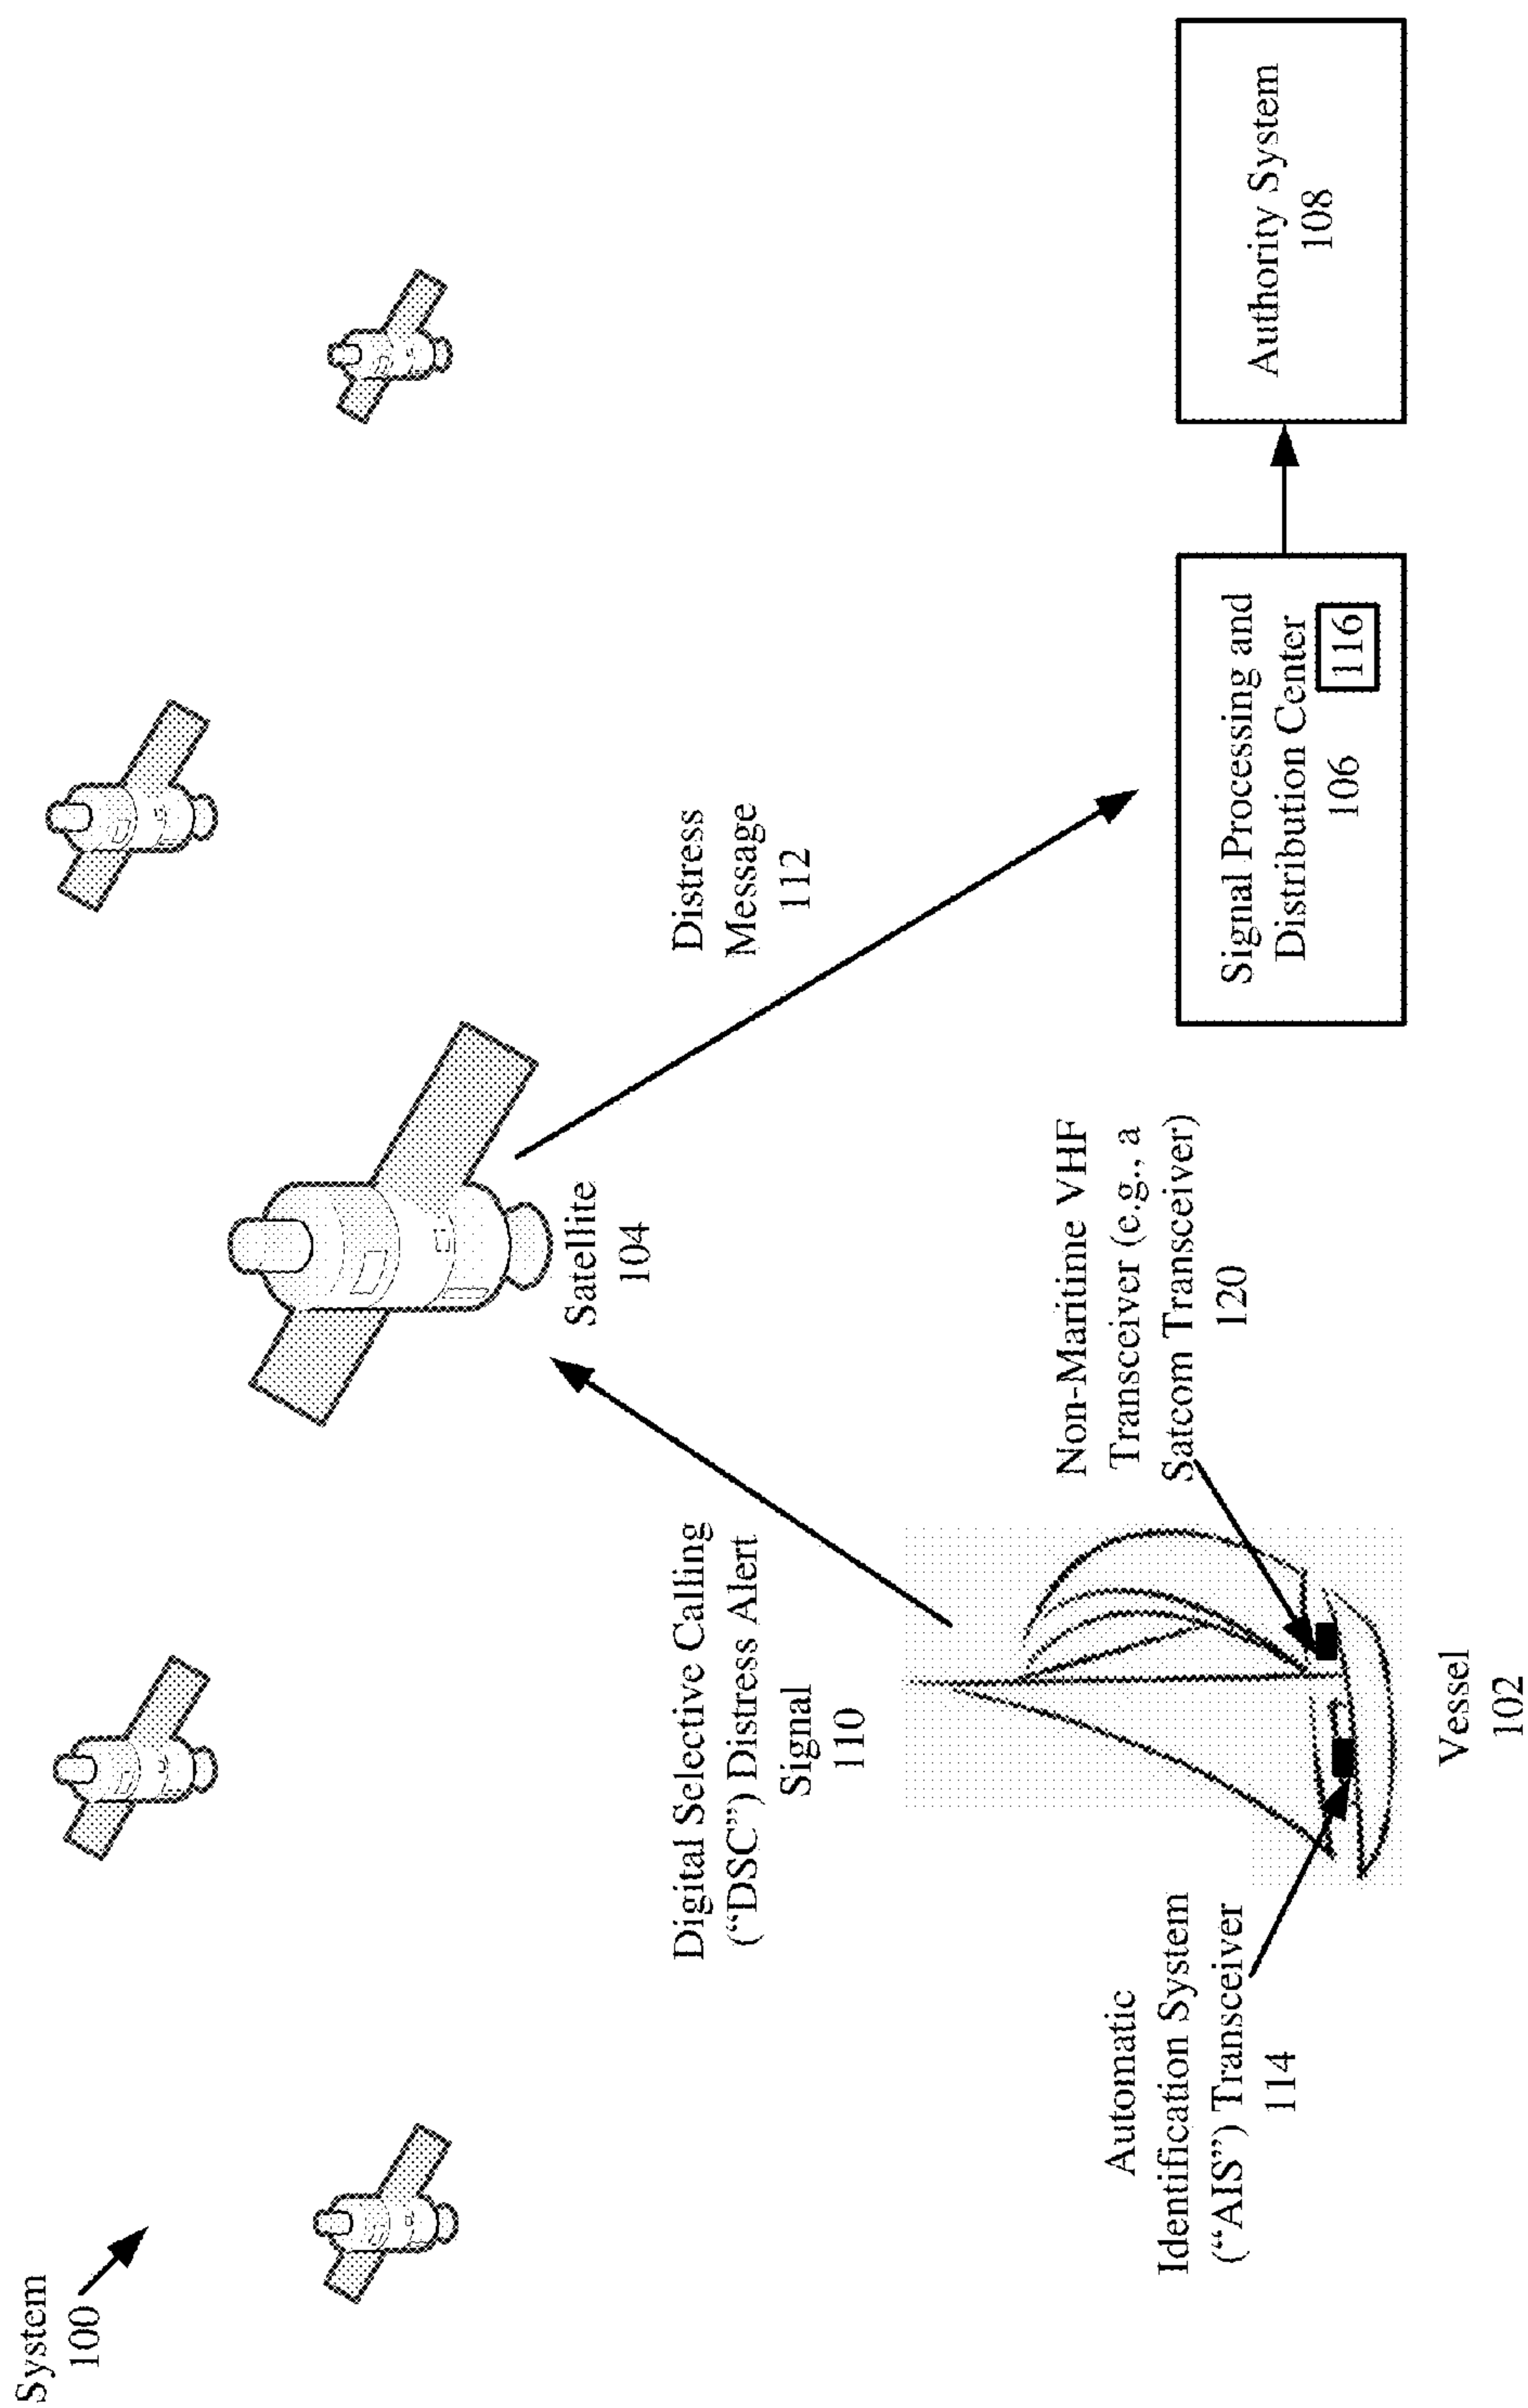 System
100
Satellite
104
Digital Selective Calling
(“DSC”) Distress Alert
Signal
110
Distress
Message
112
Automatic
Identification System
(“AIS”) Transceiver
114
Non-Maritime VHF
Transceiver (e.g., a
Satcom Transceiver)
120
Vessel
102
Signal Processing and
Distribution Center
106 116
Authority System
108